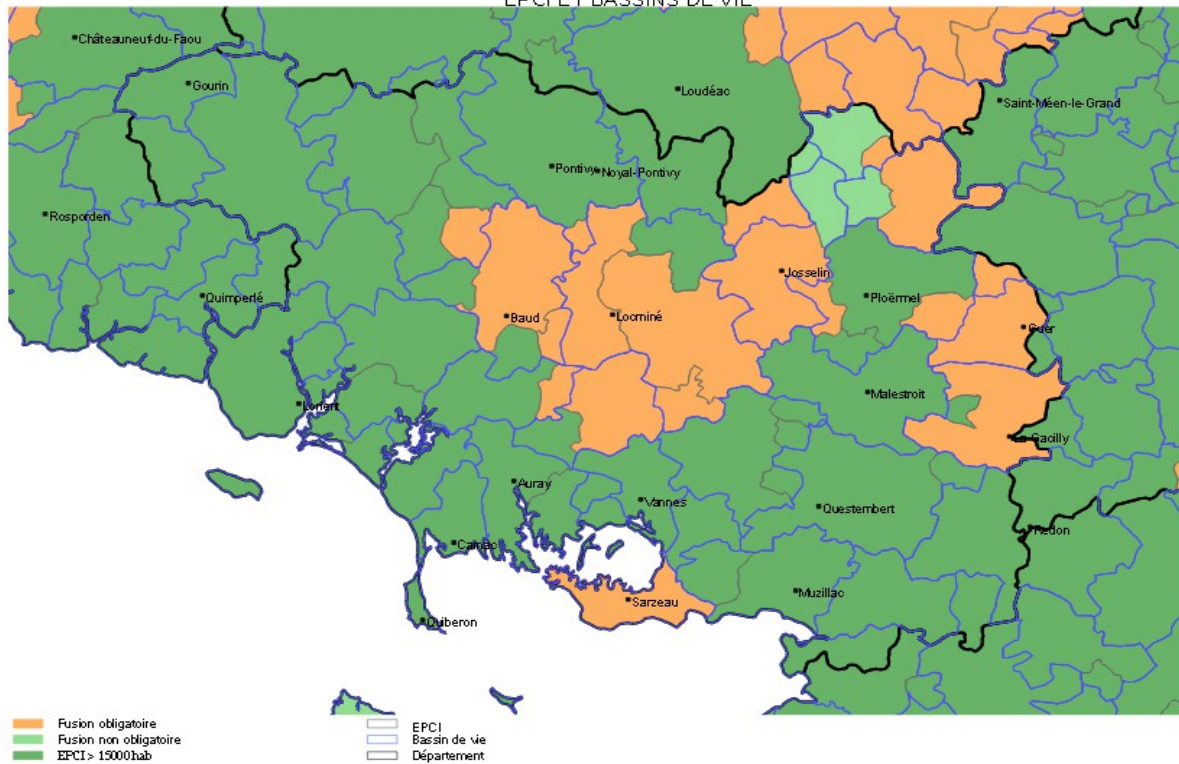 EPCI ET BASSINS DE VIE
Châteauneuf-du-Faou
Gourin
Loudéac
Saint-Méen-le-Grand
Pontivy
Noyal-Pontivy
Rosporden
Josselin
Quimperlé
Ploërmel
Baud
Locminé
Guer
Malestroit
Lorient
La Gacilly
Auray
Vannes
Questembert
Redon
Carnac
Muzillac
Sarzeau
Quiberon
Fusion obligatoire
Fusion non obligatoire
EPCI > 15000 hab
EPCI
Bassin de vie
Département